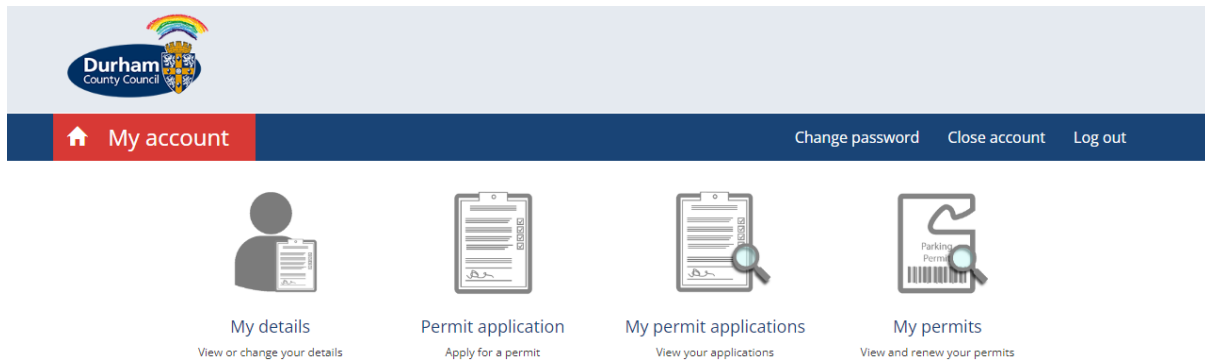 Durham
County Council
My account
Change password Close account Log out
Parking
Permit
My details
Permit application
My permit applications
My permits
View or change your details
Apply for a permit
View your applications
View and renew your permits